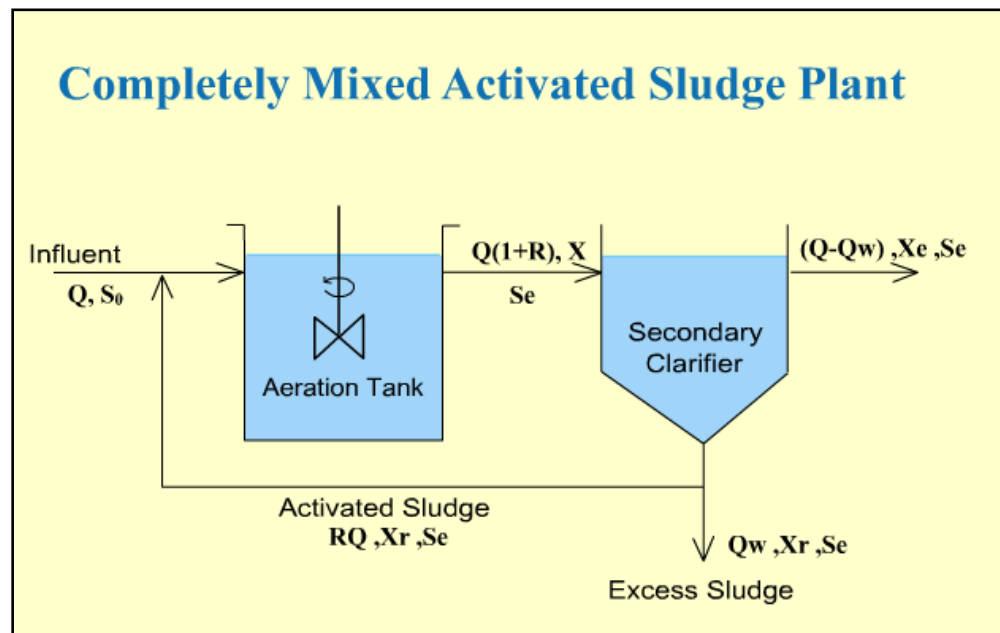 Completely Mixed Activated Sludge Plant
Influent
Q, S₀
Aeration Tank
Q(1+R), X
Se
Secondary
Clarifier
(Q-Qw) ,Xe ,Se
Activated Sludge
RQ ,Xr ,Se
Qw ,Xr ,Se
Excess Sludge